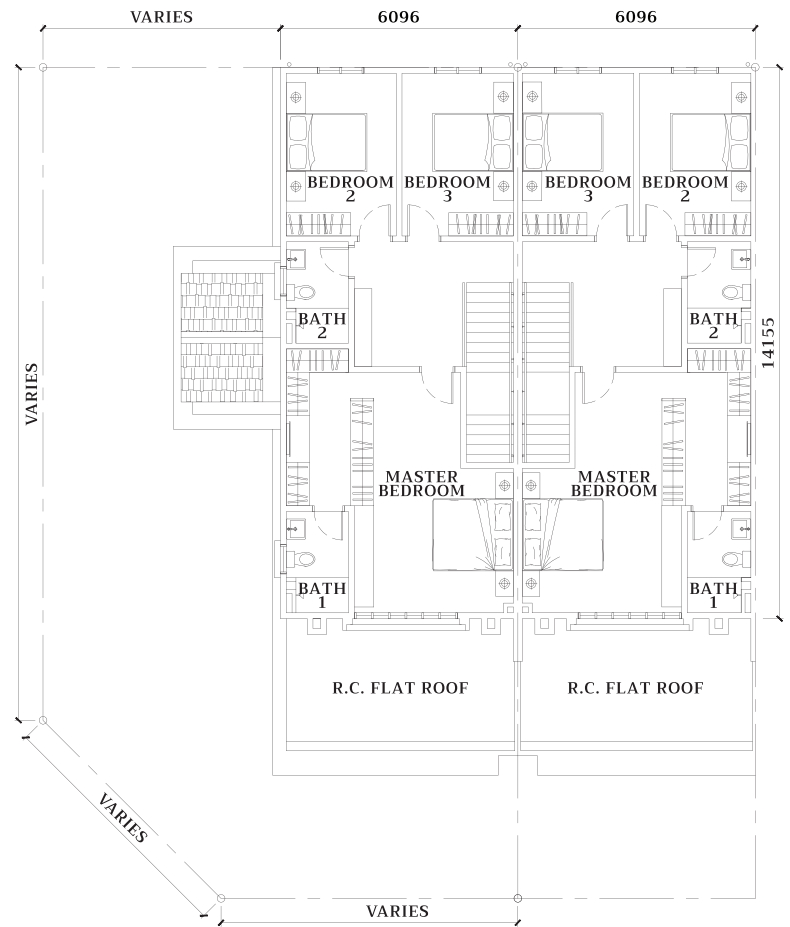 VARIES
6096
6096
BEDROOM
2
BEDROOM
3
BEDROOM
3
BEDROOM
2
BATH
2
BATH
2
14155
VARIES
MASTER
BEDROOM
MASTER
BEDROOM
BATH
1
BATH
1
R.C. FLAT ROOF
R.C. FLAT ROOF
VARIES
VARIES